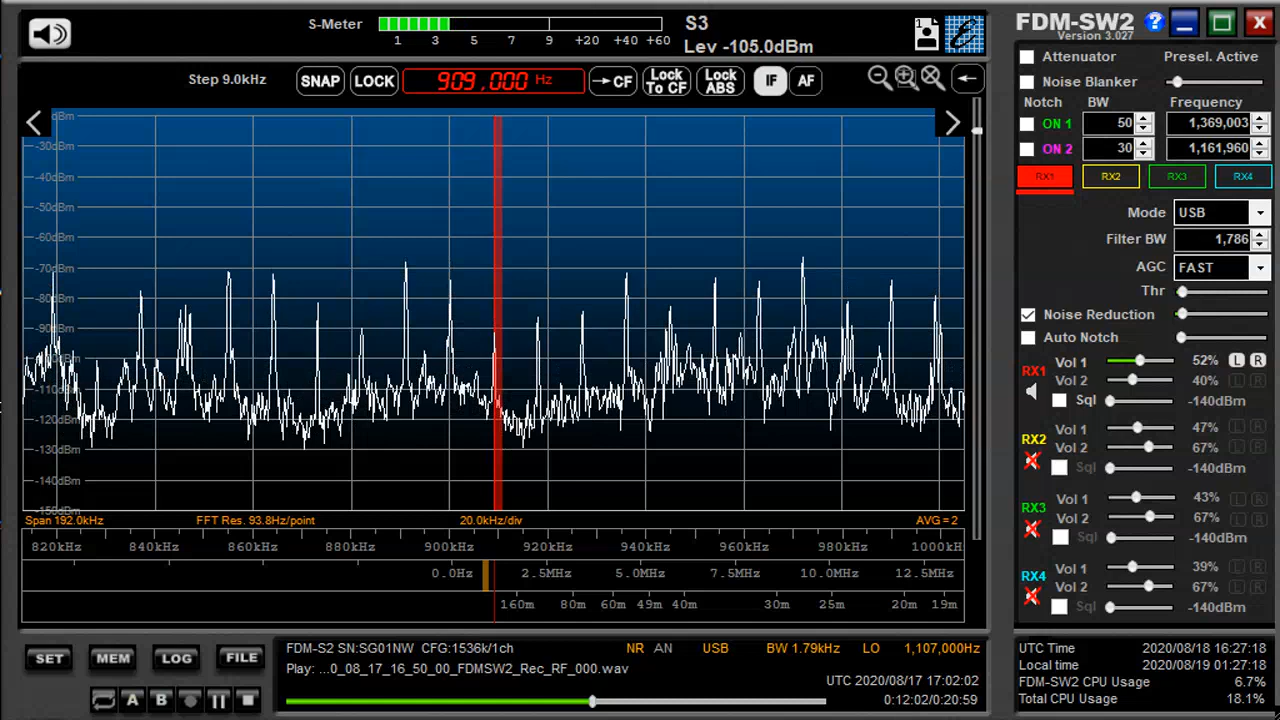 S-Meter
1 3 5 7 9 +20 +40 +60
S3
Lev -105.0dBm
1
FDM-SW2
?
X
Version 3.027
Step 9.0kHz
SNAP
LOCK
909,000 Hz
→CF
Lock To CF
Lock ABS
IF
AF
-30dBm
-40dBm
-50dBm
-60dBm
-70dBm
-80dBm
-90dBm
-100dBm
-110dBm
-120dBm
-130dBm
-140dBm
-150dBm
Span 192.0kHz
FFT Res. 93.8Hz/point
20.0kHz/div
AVG = 2
820kHz 840kHz 860kHz 880kHz 900kHz 920kHz 940kHz 960kHz 980kHz 1000kH
0.0Hz 2.5MHz 5.0MHz 7.5MHz 10.0MHz 12.5MHz
160m 80m 60m 49m 40m 30m 25m 20m 19m
Attenuator Presel. Active
Noise Blanker
Notch BW Frequency
ON 1 50 1,369,003
ON 2 30 1,161,960
RX1 RX2 RX3 RX4
Mode USB
Filter BW 1,786
AGC FAST
Thr
Noise Reduction
Auto Notch
RX1
Vol 1 52% L R
Vol 2 40% L R
Sql -140dBm
RX2
Vol 1 47% L R
Vol 2 67% L R
Sql -140dBm
RX3
Vol 1 43% L R
Vol 2 67% L R
Sql -140dBm
RX4
Vol 1 39% L R
Vol 2 67% L R
Sql -140dBm
SET MEM LOG FILE
A B
FDM-S2 SN:SG01NW CFG:1536k/1ch NR AN USB BW 1.79kHz LO 1,107,000Hz
Play: ...0_08_17_16_50_00_FDMSW2_Rec_RF_000.wav
UTC 2020/08/17 17:02:02
0:12:02/0:20:59
UTC Time 2020/08/18 16:27:18
Local time 2020/08/19 01:27:18
FDM-SW2 CPU Usage 6.7%
Total CPU Usage 18.1%